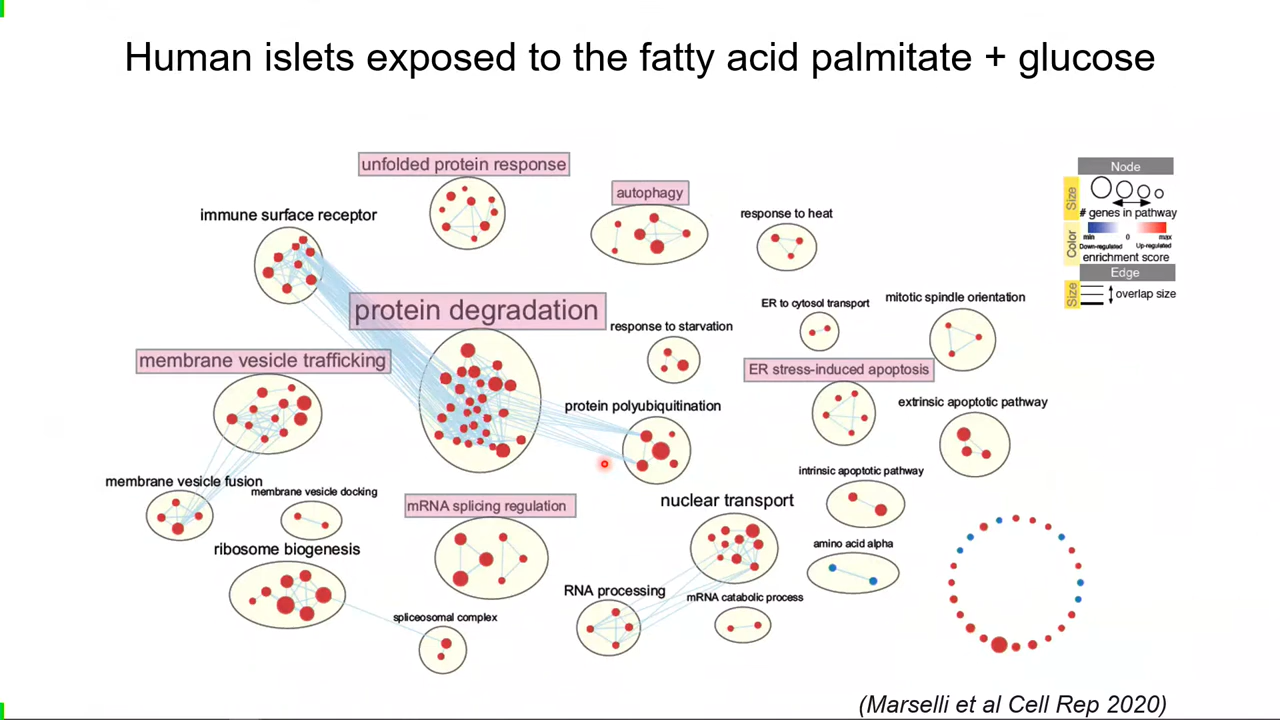 Human islets exposed to the fatty acid palmitate + glucose
unfolded protein response
autophagy
immune surface receptor
response to heat
protein degradation
ER to cytosol transport
mitotic spindle orientation
response to starvation
membrane vesicle trafficking
ER stress-induced apoptosis
protein polyubiquitination
extrinsic apoptotic pathway
intrinsic apoptotic pathway
membrane vesicle fusion
membrane vesicle docking
mRNA splicing regulation
nuclear transport
ribosome biogenesis
amino acid alpha
RNA processing
mRNA catabolic process
spliceosomal complex
Node
Size
# genes in pathway
Color
min
0
max
Down-regulated
Up-regulated
enrichment score
Edge
Size
overlap size
(Marselli et al Cell Rep 2020)